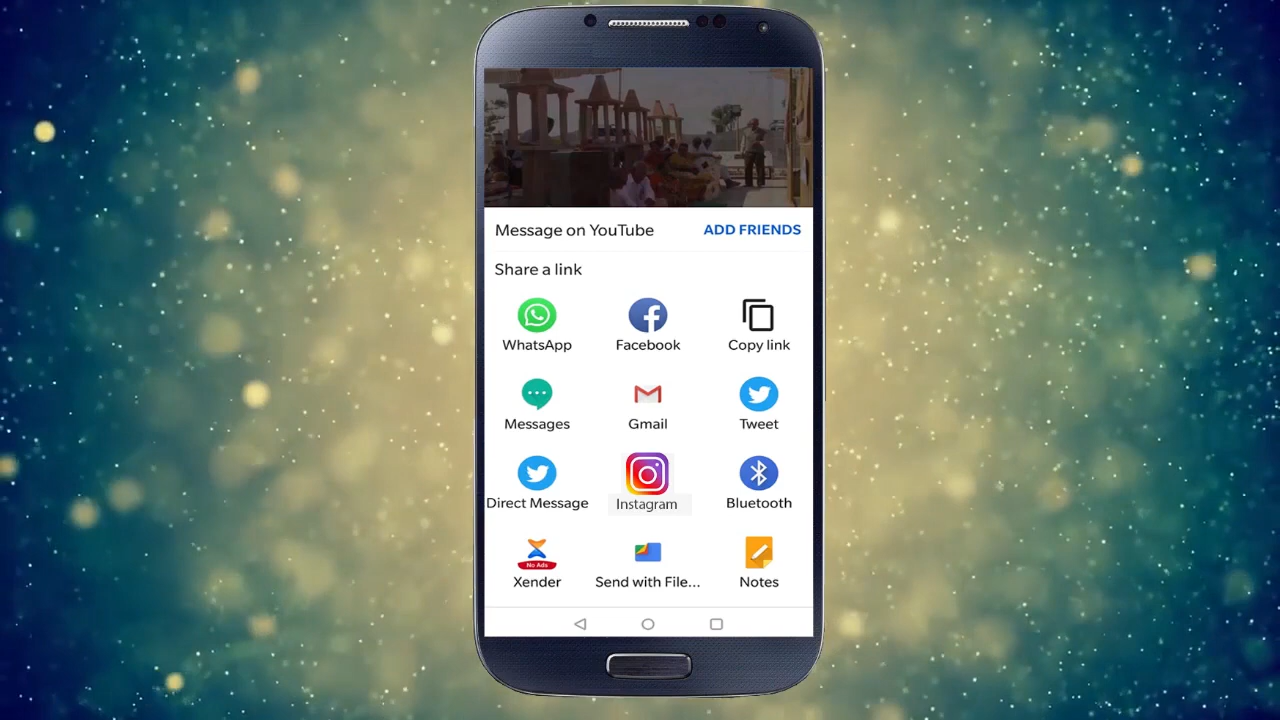 Message on YouTube ADD FRIENDS
Share a link
WhatsApp Facebook Copy link
Messages Gmail Tweet
Direct Message Instagram Bluetooth
No Ads
Xender Send with File... Notes